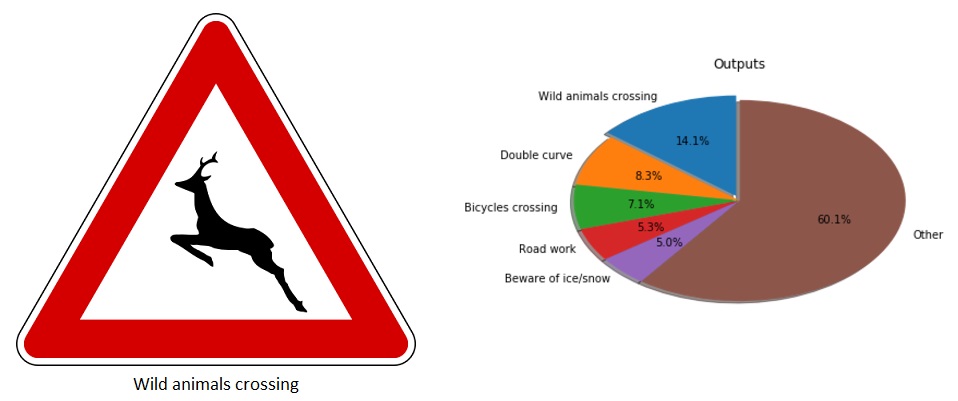 Wild animals crossing
Outputs
Wild animals crossing
14.1%
Double curve
8.3%
Bicycles crossing
7.1%
Road work
5.3%
Beware of ice/snow
5.0%
60.1%
Other